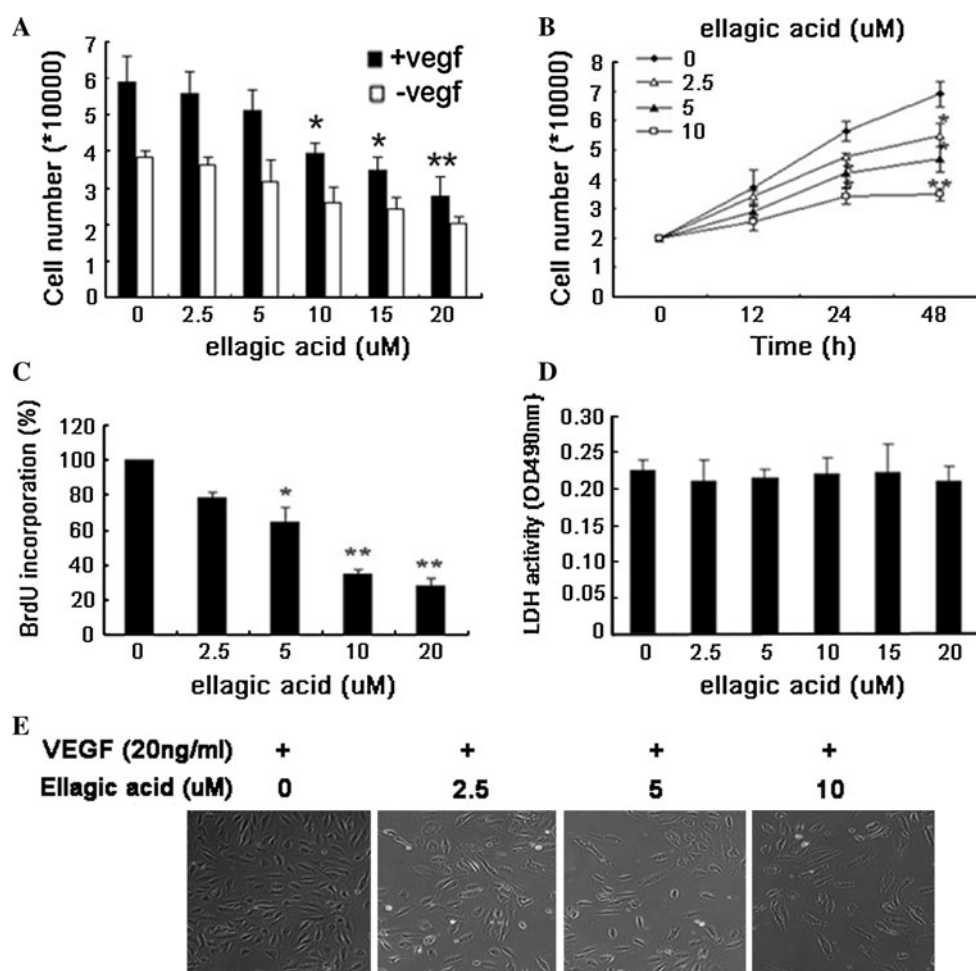 A
Cell number (*10000)
7
6
5
4
3
2
1
0
+vegf
-vegf
*
*
**
0 2.5 5 10 15 20
ellagic acid (uM)
B
ellagic acid (uM)
Cell number (*10000)
9
8
7
6
5
4
3
2
1
0
0
2.5
5
10
*
*
**
*
*
0 12 24 48
Time (h)
C
BrdU incorporation (%)
120
100
80
60
40
20
0
*
**
**
0 2.5 5 10 20
ellagic acid (uM)
D
LDH activity (OD490nm)
0.30
0.25
0.20
0.15
0.10
0.05
0
0 2.5 5 10 15 20
ellagic acid (uM)
E
VEGF (20ng/ml) + + + +
Ellagic acid (uM) 0 2.5 5 10